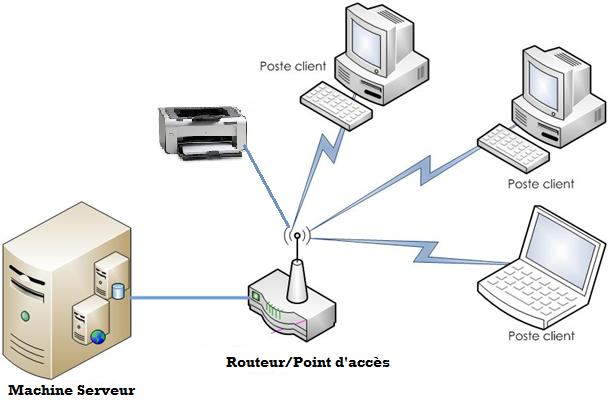 Poste client
Poste client
Poste client
Routeur/Point d'accès
Machine Serveur